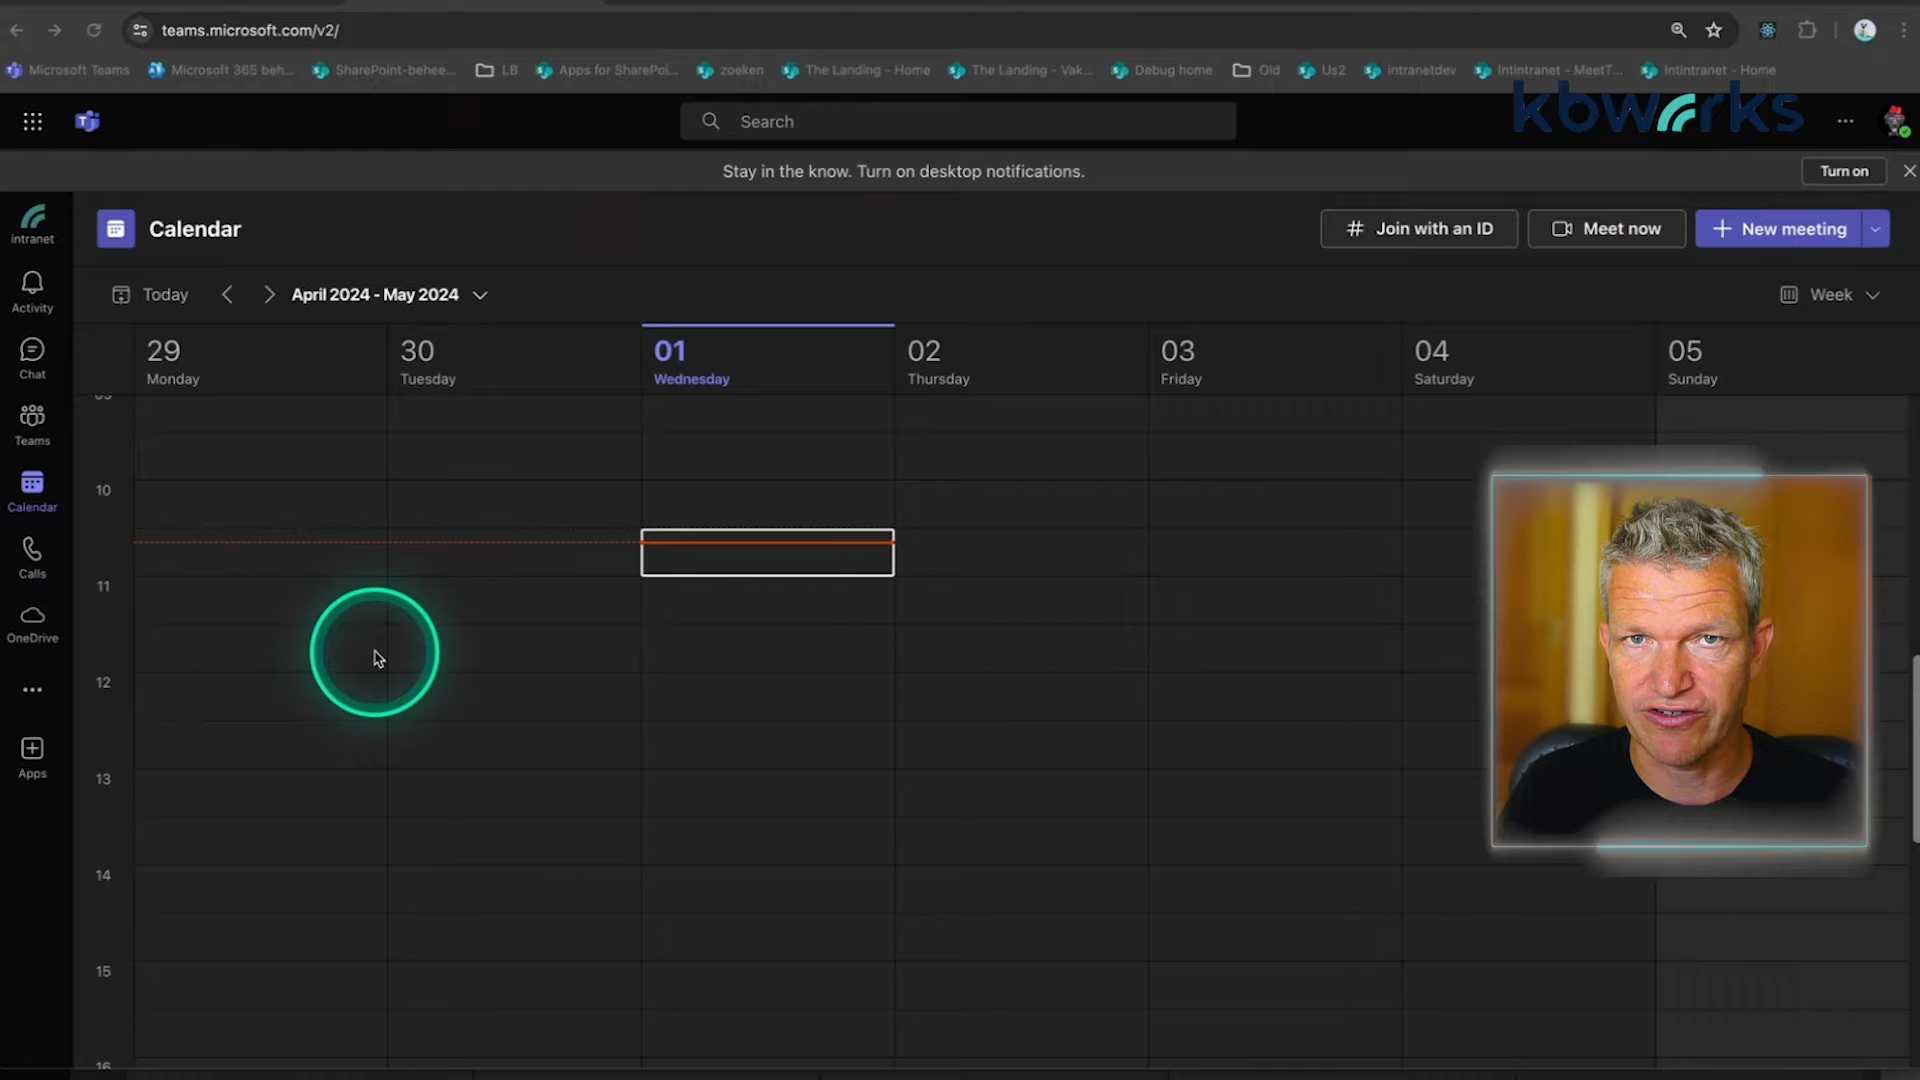 teams.microsoft.com/v2/
Microsoft Teams
Microsoft 365 beh...
SharePoint-behee...
LB
Apps for SharePoi...
zoeken
The Landing - Home
The Landing - Vak...
Debug home
Old
Us2
intranetdev
IntIntranet - MeetT...
IntIntranet - Home
Search
kbworks
Stay in the know. Turn on desktop notifications.
Turn on
intranet
Calendar
Join with an ID
Meet now
New meeting
Activity
Today
April 2024 - May 2024
Week
29
30
01
02
03
04
05
Monday
Tuesday
Wednesday
Thursday
Friday
Saturday
Sunday
Chat
Teams
Calendar
Calls
OneDrive
Apps
10
11
12
13
14
15